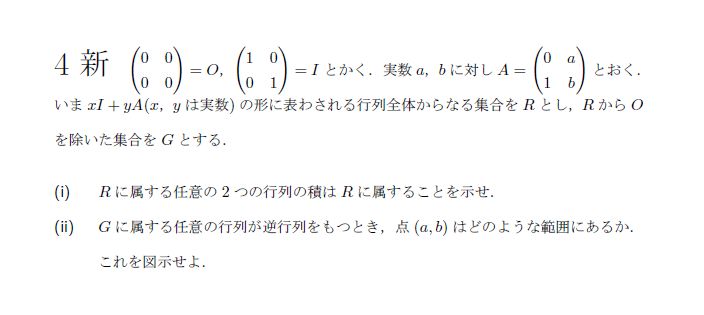 4 新 $\begin{pmatrix} 0 & 0 \\ 0 & 0 \end{pmatrix} = O$, $\begin{pmatrix} 1 & 0 \\ 0 & 1 \end{pmatrix} = I$ とかく. 実数 $a$, $b$ に対し $A = \begin{pmatrix} 0 & a \\ 1 & b \end{pmatrix}$ とおく.
いま $xI + yA$($x$, $y$ は実数) の形に表わされる行列全体からなる集合を $R$ とし, $R$ から $O$
を除いた集合を $G$ とする.
(i) $R$ に属する任意の 2 つの行列の積は $R$ に属することを示せ.
(ii) $G$ に属する任意の行列が逆行列をもつとき, 点 $(a, b)$ はどのような範囲にあるか.
これを図示せよ.